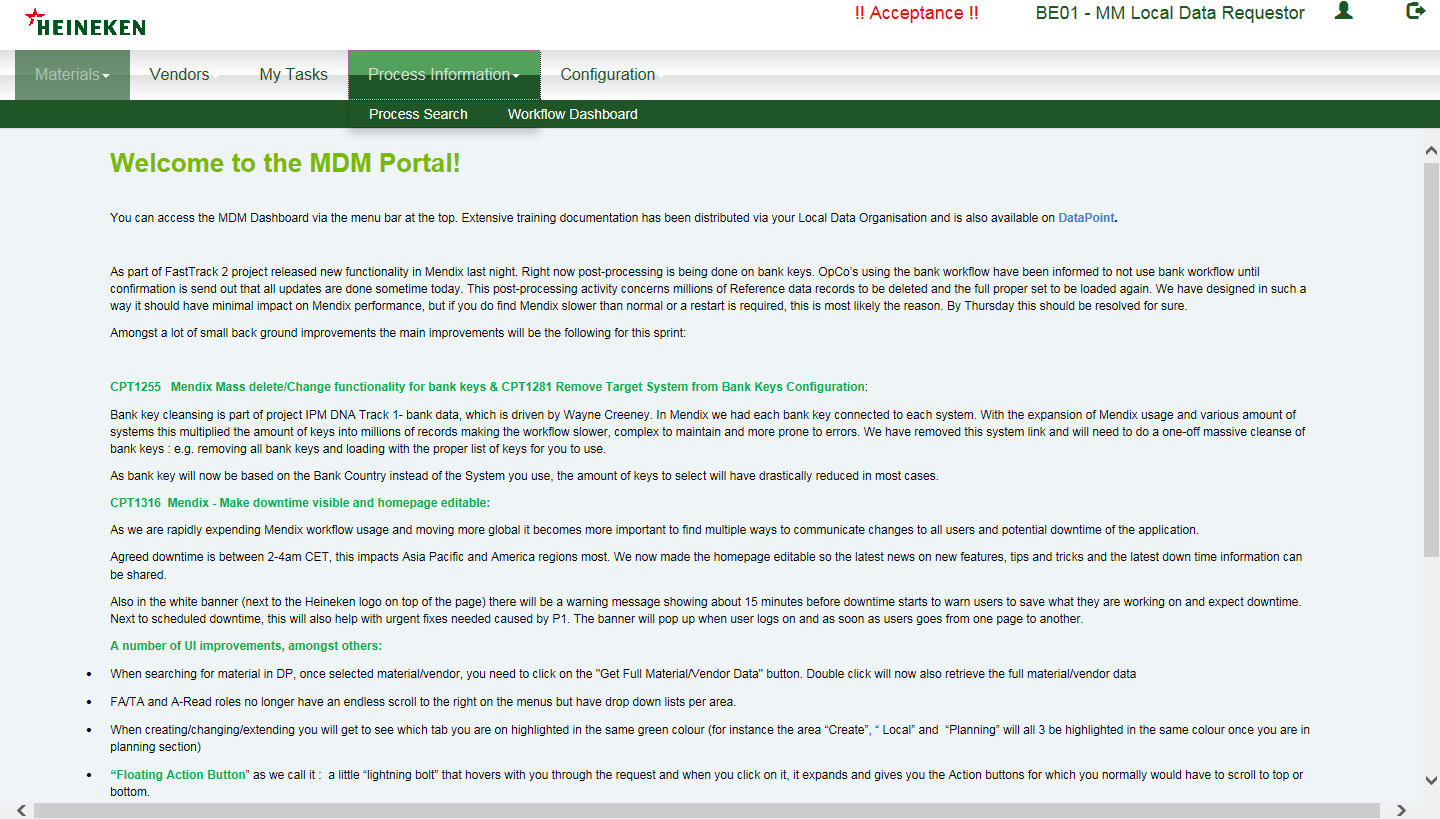 HEINEKEN
!! Acceptance !!
BE01 - MM Local Data Requestor
Materials
Vendors
My Tasks
Process Information
Configuration
Process Search
Workflow Dashboard
Welcome to the MDM Portal!
You can access the MDM Dashboard via the menu bar at the top. Extensive training documentation has been distributed via your Local Data Organisation and is also available on DataPoint.
As part of FastTrack 2 project released new functionality in Mendix last night. Right now post-processing is being done on bank keys. OpCo's using the bank workflow have been informed to not use bank workflow until
confirmation is send out that all updates are done sometime today. This post-processing activity concerns millions of Reference data records to be deleted and the full proper set to be loaded again. We have designed in such a
way it should have minimal impact on Mendix performance, but if you do find Mendix slower than normal or a restart is required, this is most likely the reason. By Thursday this should be resolved for sure.
Amongst a lot of small back ground improvements the main improvements will be the following for this sprint:
CPT1255 Mendix Mass delete/Change functionality for bank keys & CPT1281 Remove Target System from Bank Keys Configuration:
Bank key cleansing is part of project IPM DNA Track 1- bank data, which is driven by Wayne Creeney. In Mendix we had each bank key connected to each system. With the expansion of Mendix usage and various amount of
systems this multiplied the amount of keys into millions of records making the workflow slower, complex to maintain and more prone to errors. We have removed this system link and will need to do a one-off massive cleanse of
bank keys : e.g. removing all bank keys and loading with the proper list of keys for you to use.
As bank key will now be based on the Bank Country instead of the System you use, the amount of keys to select will have drastically reduced in most cases.
CPT1316 Mendix - Make downtime visible and homepage editable:
As we are rapidly expending Mendix workflow usage and moving more global it becomes more important to find multiple ways to communicate changes to all users and potential downtime of the application.
Agreed downtime is between 2-4am CET, this impacts Asia Pacific and America regions most. We now made the homepage editable so the latest news on new features, tips and tricks and the latest down time information can
be shared.
Also in the white banner (next to the Heineken logo on top of the page) there will be a warning message showing about 15 minutes before downtime starts to warn users to save what they are working on and expect downtime.
Next to scheduled downtime, this will also help with urgent fixes needed caused by P1. The banner will pop up when user logs on and as soon as users goes from one page to another.
A number of UI improvements, amongst others:
• When searching for material in DP, once selected material/vendor, you need to click on the "Get Full Material/Vendor Data" button. Double click will now also retrieve the full material/vendor data
• FA/TA and A-Read roles no longer have an endless scroll to the right on the menus but have drop down lists per area.
• When creating/changing/extending you will get to see which tab you are on highlighted in the same green colour (for instance the area “Create”, “ Local” and “Planning” will all 3 be highlighted in the same colour once you are in
planning section)
• “Floating Action Button” as we call it : a little “lightning bolt” that hovers with you through the request and when you click on it, it expands and gives you the Action buttons for which you normally would have to scroll to top or
bottom.